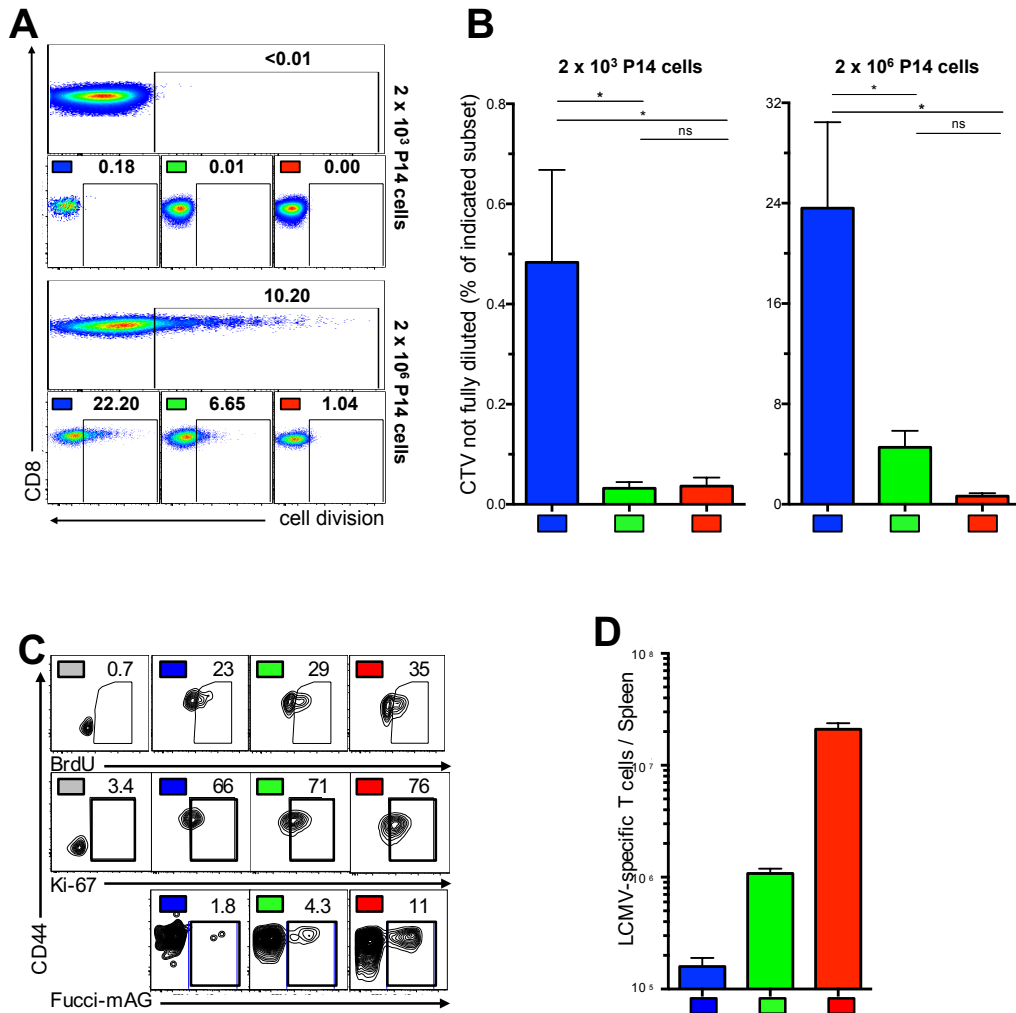 A
<0.01
2 x 10³ P14 cells
0.18
0.01
0.00
10.20
2 x 10⁶ P14 cells
22.20
6.65
1.04
CD8
cell division
B
2 x 10³ P14 cells
2 x 10⁶ P14 cells
CTV not fully diluted (% of indicated subset)
0.8
0.6
0.4
0.2
0.0
*
*
ns
32
24
16
8
0
*
*
ns
C
0.7
23
29
35
BrdU
3.4
66
71
76
Ki-67
1.8
4.3
11
Fucci-mAG
CD44
D
LCMV-specific T cells / Spleen
10⁸
10⁷
10⁶
10⁵